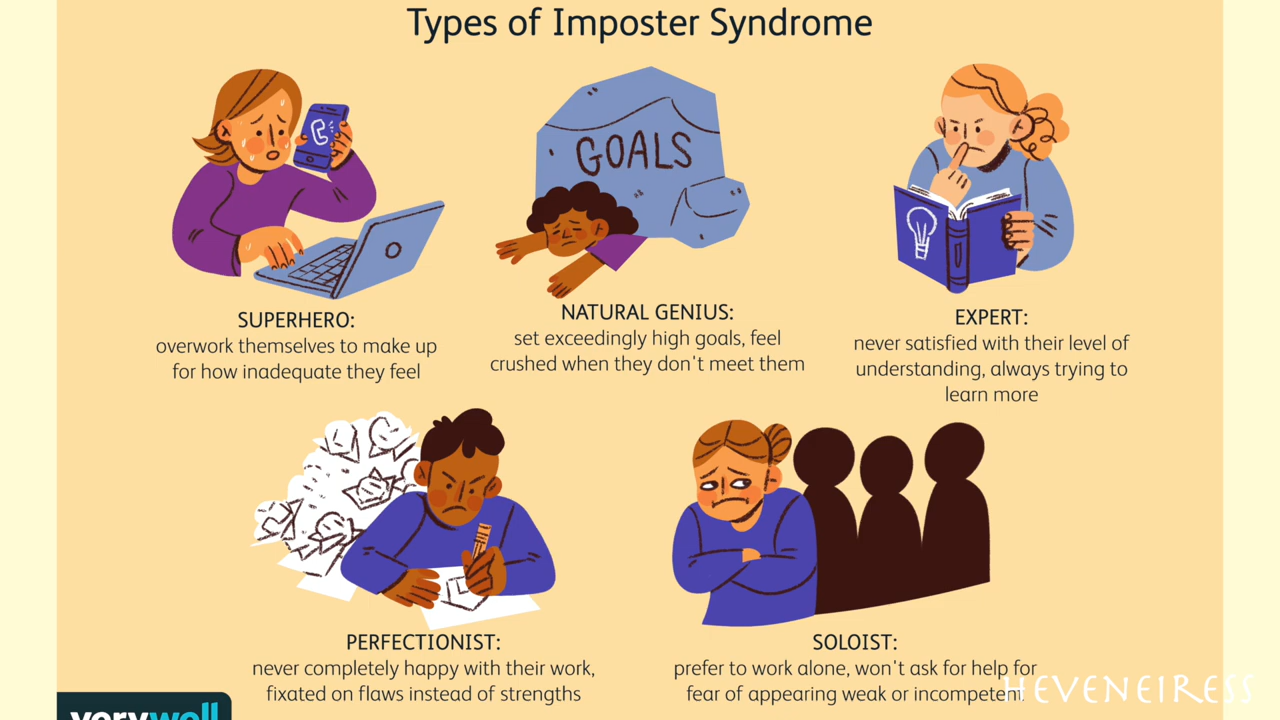 Types of Imposter Syndrome
GOALS
SUPERHERO:
overwork themselves to make up
for how inadequate they feel
NATURAL GENIUS:
set exceedingly high goals, feel
crushed when they don't meet them
EXPERT:
never satisfied with their level of
understanding, always trying to
learn more
PERFECTIONIST:
never completely happy with their work,
fixated on flaws instead of strengths
SOLOIST:
prefer to work alone, won't ask for help for
fear of appearing weak or incompetent
verywell
HEVENEIRESS